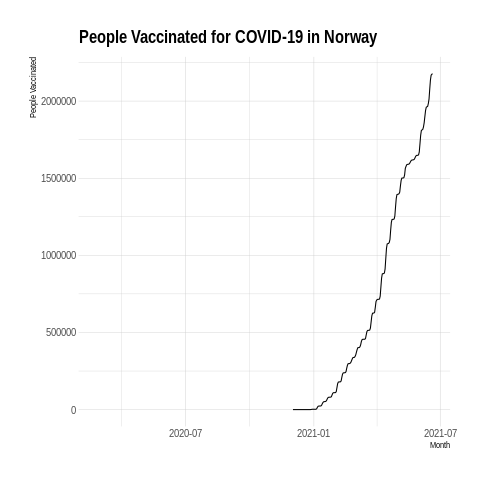 People Vaccinated for COVID-19 in Norway
People Vaccinated
2000000
1500000
1000000
500000
0
2020-07
2021-01
2021-07
Month